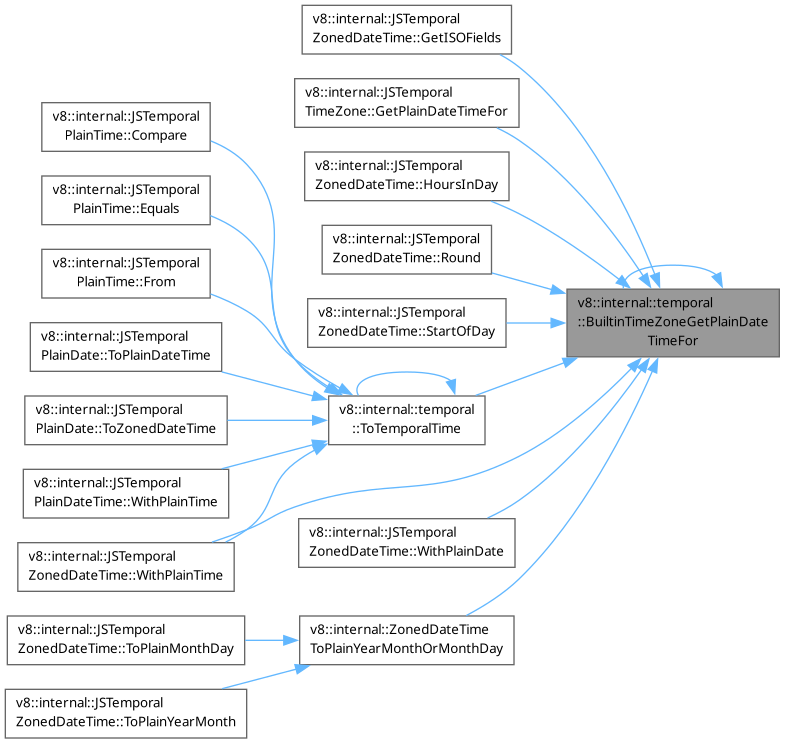 v8::internal::JSTemporal
ZonedDateTime::GetISOFields
v8::internal::JSTemporal
TimeZone::GetPlainDateTimeFor
v8::internal::JSTemporal
PlainTime::Compare
v8::internal::JSTemporal
ZonedDateTime::HoursInDay
v8::internal::JSTemporal
PlainTime::Equals
v8::internal::JSTemporal
ZonedDateTime::Round
v8::internal::JSTemporal
PlainTime::From
v8::internal::temporal
::BuiltinTimeZoneGetPlainDate
TimeFor
v8::internal::JSTemporal
ZonedDateTime::StartOfDay
v8::internal::JSTemporal
PlainDate::ToPlainDateTime
v8::internal::temporal
::ToTemporalTime
v8::internal::JSTemporal
PlainDate::ToZonedDateTime
v8::internal::JSTemporal
PlainDateTime::WithPlainTime
v8::internal::JSTemporal
ZonedDateTime::WithPlainDate
v8::internal::JSTemporal
ZonedDateTime::WithPlainTime
v8::internal::JSTemporal
ZonedDateTime::ToPlainMonthDay
v8::internal::ZonedDateTime
ToPlainYearMonthOrMonthDay
v8::internal::JSTemporal
ZonedDateTime::ToPlainYearMonth